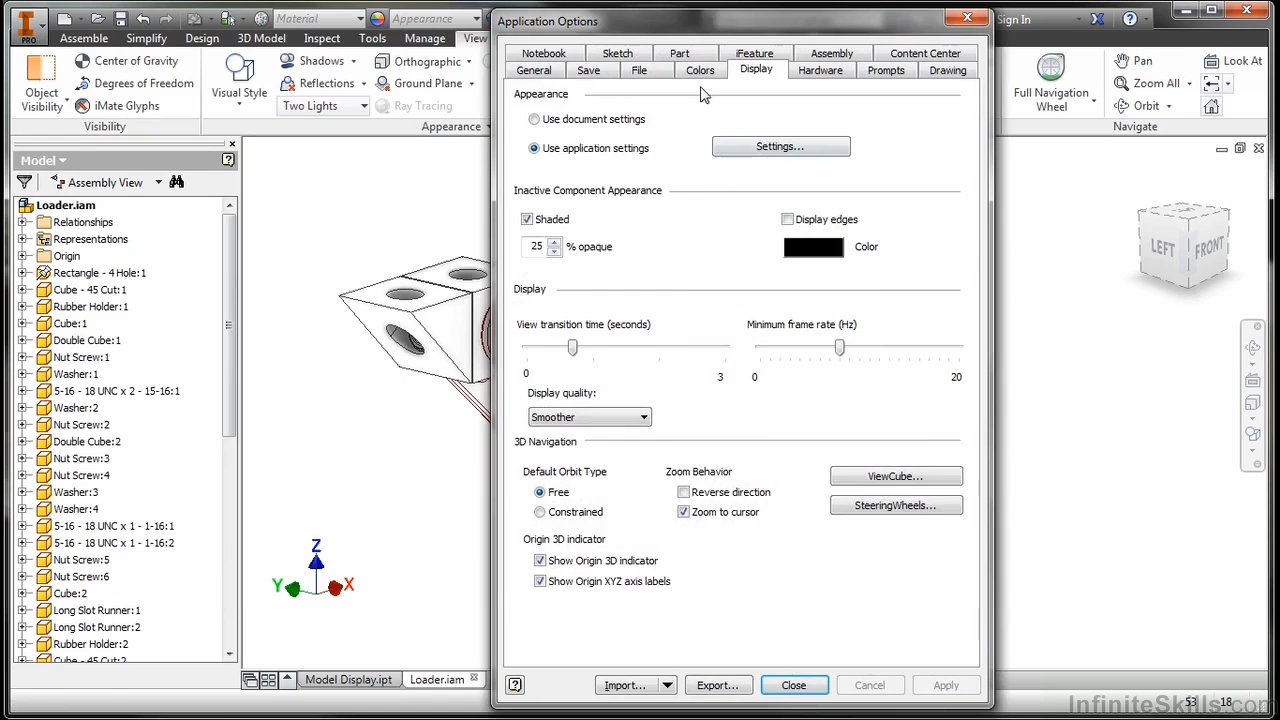 PRO
Material
Appearance
Sign In
Assemble Simplify Design 3D Model Inspect Tools Manage View
Object Visibility
Center of Gravity
Degrees of Freedom
iMate Glyphs
Visibility
Visual Style
Shadows
Reflections
Two Lights
Orthographic
Ground Plane
Ray Tracing
Appearance
Full Navigation Wheel
Pan
Zoom All
Orbit
Look At
Navigate
Model
Assembly View
Loader.iam
Relationships
Representations
Origin
Rectangle - 4 Hole:1
Cube - 45 Cut:1
Rubber Holder:1
Cube:1
Double Cube:1
Nut Screw:1
Washer:1
5-16 - 18 UNC x 2 - 15-16:1
Washer:2
Nut Screw:2
Double Cube:2
Nut Screw:3
Nut Screw:4
Washer:3
Washer:4
5-16 - 18 UNC x 1 - 1-16:1
5-16 - 18 UNC x 1 - 1-16:2
Nut Screw:5
Nut Screw:6
Cube:2
Long Slot Runner:1
Long Slot Runner:2
Rubber Holder:2
Cube - 45 Cut:2
Z
Y
X
Model Display.ipt
Loader.iam
LEFT
FRONT
Application Options
Notebook Sketch Part iFeature Assembly Content Center
General Save File Colors Display Hardware Prompts Drawing
Appearance
Use document settings
Use application settings
Settings...
Inactive Component Appearance
Shaded
Display edges
25 % opaque
Color
Display
View transition time (seconds)
Minimum frame rate (Hz)
0 3
0 20
Display quality:
Smoother
3D Navigation
Default Orbit Type
Free
Constrained
Zoom Behavior
Reverse direction
Zoom to cursor
ViewCube...
SteeringWheels...
Origin 3D indicator
Show Origin 3D indicator
Show Origin XYZ axis labels
Import... Export... Close Cancel Apply
53 18
InfiniteSkills.com